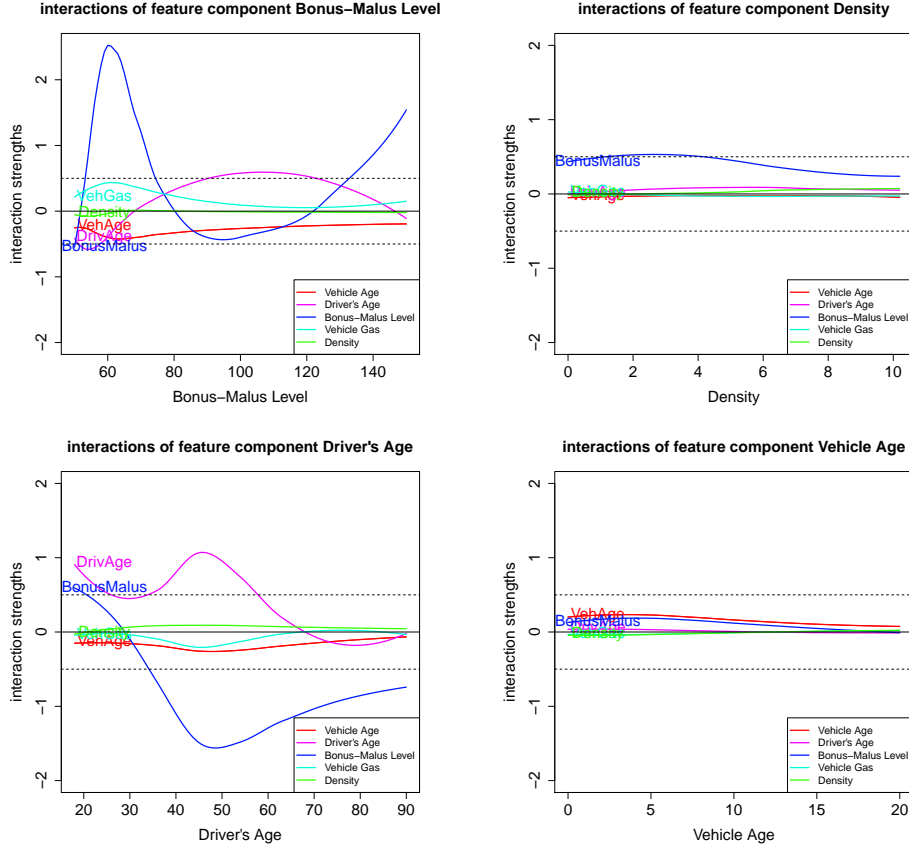 interactions of feature component Bonus−Malus Level
interaction strengths
2
1
0
−1
−2
VehGas
Density
VehAge
DrivAge
BonusMalus
Vehicle Age
Driver's Age
Bonus−Malus Level
Vehicle Gas
Density
60 80 100 120 140
Bonus−Malus Level
interactions of feature component Density
interaction strengths
2
1
0
−1
−2
BonusMalus
VehAge
Vehicle Age
Driver's Age
Bonus−Malus Level
Vehicle Gas
Density
0 2 4 6 8 10
Density
interactions of feature component Driver's Age
interaction strengths
2
1
0
−1
−2
DrivAge
BonusMalus
Density
VehAge
Vehicle Age
Driver's Age
Bonus−Malus Level
Vehicle Gas
Density
20 30 40 50 60 70 80 90
Driver's Age
interactions of feature component Vehicle Age
interaction strengths
2
1
0
−1
−2
VehAge
BonusMalus
Vehicle Age
Driver's Age
Bonus−Malus Level
Vehicle Gas
Density
0 5 10 15 20
Vehicle Age